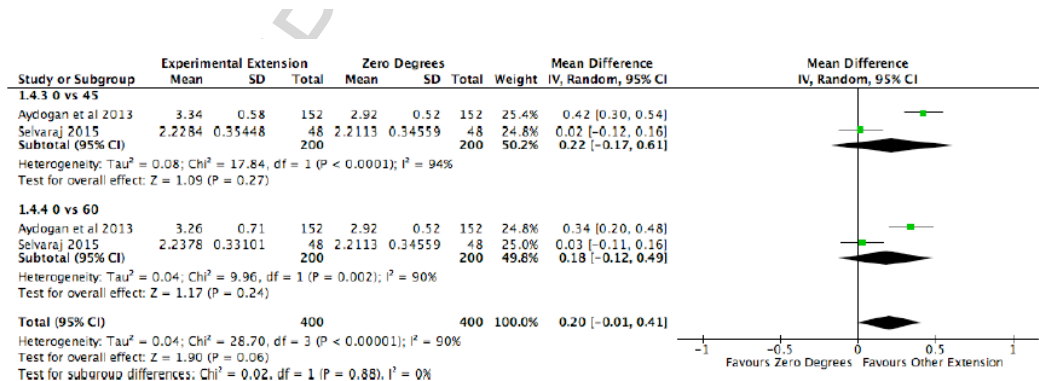 Experimental Extension Zero Degrees Mean Difference Mean Difference
Study or Subgroup Mean SD Total Mean SD Total Weight IV, Random, 95% CI IV, Random, 95% CI
1.4.3 0 vs 45
Aydogan et al 2013 3.34 0.58 152 2.92 0.52 152 25.4% 0.42 [0.30, 0.54]
Selvaraj 2015 2.2284 0.35448 48 2.2113 0.34559 48 24.8% 0.02 [-0.12, 0.16]
Subtotal (95% CI) 200 200 50.2% 0.22 [-0.17, 0.61]
Heterogeneity: Tau² = 0.08; Chi² = 17.84, df = 1 (P < 0.0001); I² = 94%
Test for overall effect: Z = 1.09 (P = 0.27)
1.4.4 0 vs 60
Aydogan et al 2013 3.26 0.71 152 2.92 0.52 152 24.8% 0.34 [0.20, 0.48]
Selvaraj 2015 2.2378 0.33101 48 2.2113 0.34559 48 25.0% 0.03 [-0.11, 0.16]
Subtotal (95% CI) 200 200 49.8% 0.18 [-0.12, 0.49]
Heterogeneity: Tau² = 0.04; Chi² = 9.96, df = 1 (P = 0.002); I² = 90%
Test for overall effect: Z = 1.17 (P = 0.24)
Total (95% CI) 400 400 100.0% 0.20 [-0.01, 0.41]
Heterogeneity: Tau² = 0.04; Chi² = 28.70, df = 3 (P < 0.00001); I² = 90%
Test for overall effect: Z = 1.90 (P = 0.06)
Test for subgroup differences: Chi² = 0.02, df = 1 (P = 0.88), I² = 0%
-1 -0.5 0 0.5 1
Favours Zero Degrees Favours Other Extension